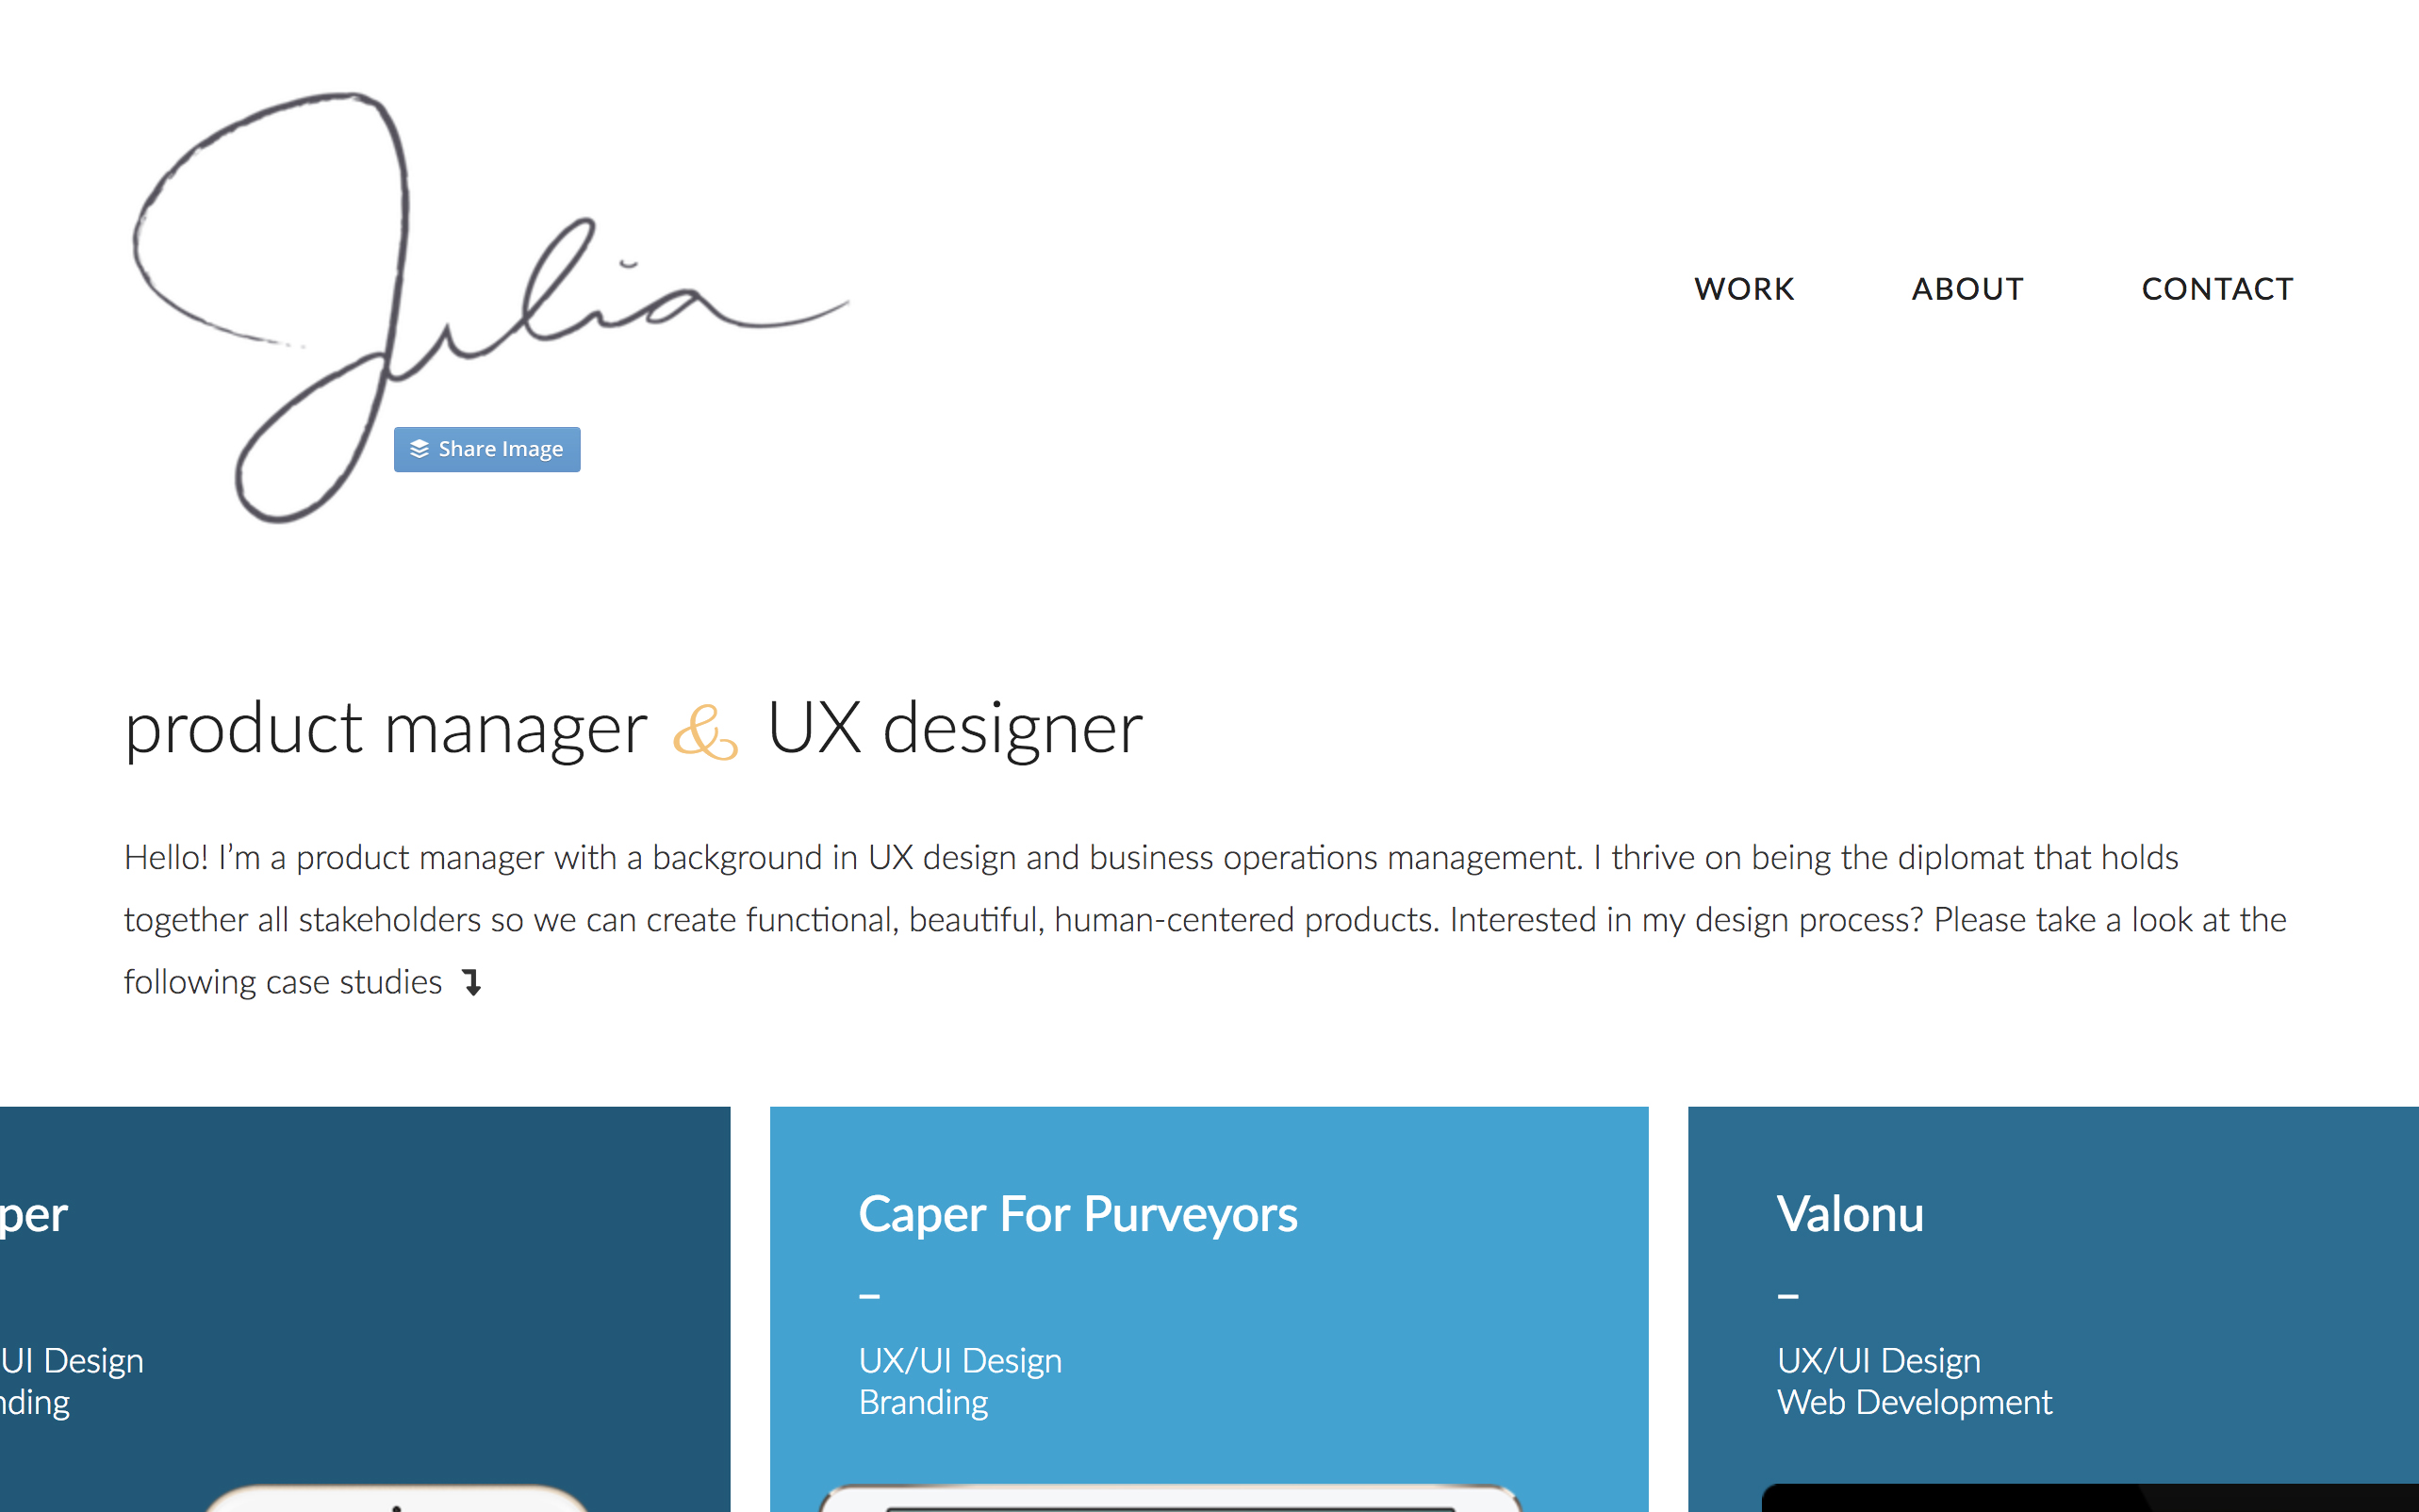 Julia
WORK ABOUT CONTACT
Share Image
product manager & UX designer
Hello! I’m a product manager with a background in UX design and business operations management. I thrive on being the diplomat that holds
together all stakeholders so we can create functional, beautiful, human-centered products. Interested in my design process? Please take a look at the
following case studies ↴
per
UI Design
ding
Caper For Purveyors
–
UX/UI Design
Branding
Valonu
–
UX/UI Design
Web Development